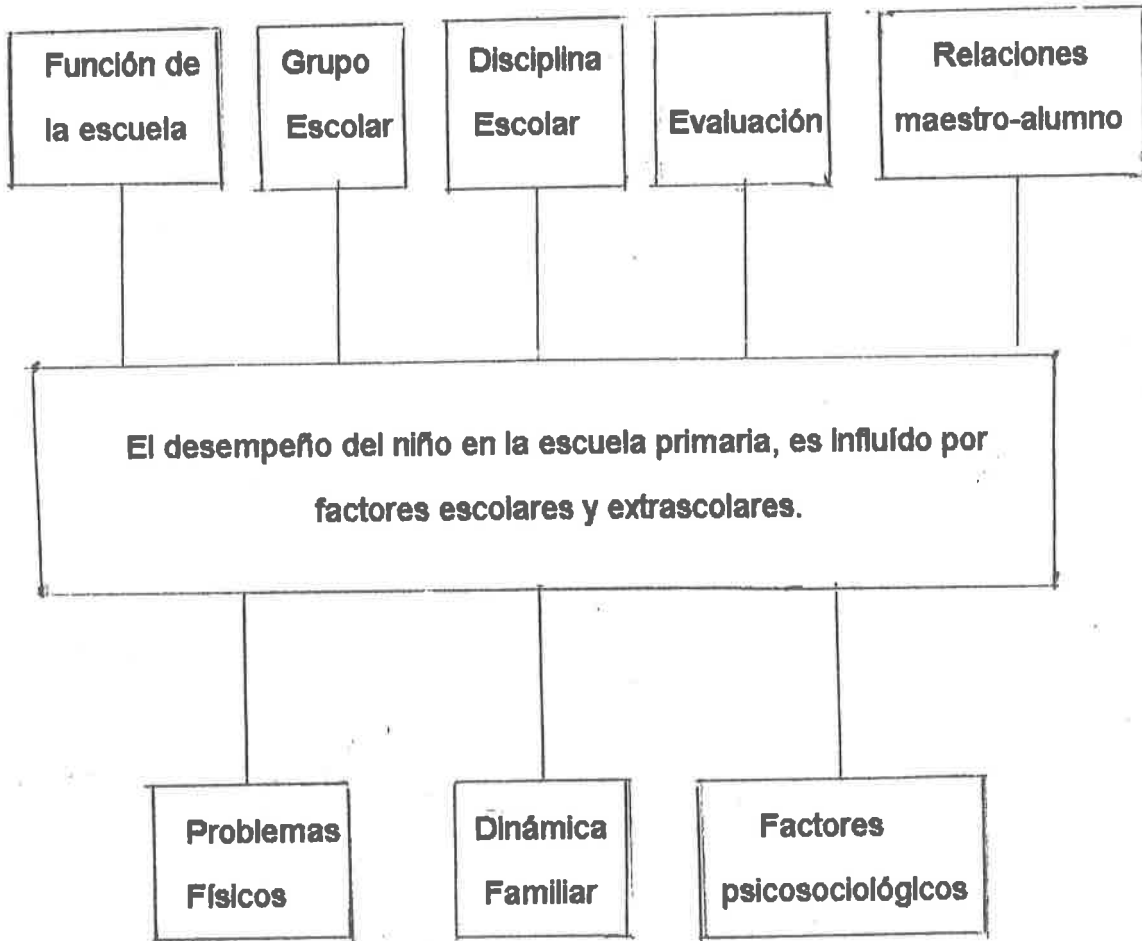 Función de
la escuela
Grupo
Escolar
Disciplina
Escolar
Evaluación
Relaciones
maestro-alumno
El desempeño del niño en la escuela primaria, es influído por
factores escolares y extrascolares.
Problemas
Físicos
Dinámica
Familiar
Factores
psicosociológicos